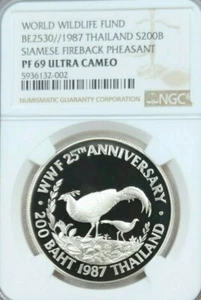 WORLD WILDLIFE FUND
BE2530//1987 THAILAND S200B
SIAMESE FIREBACK PHEASANT
PF 69 ULTRA CAMEO
5936132-002
NGC
NUMISMATIC GUARANTY CORPORATION
WWF 25TH ANNIVERSARY
200 BAHT 1987 THAILAND